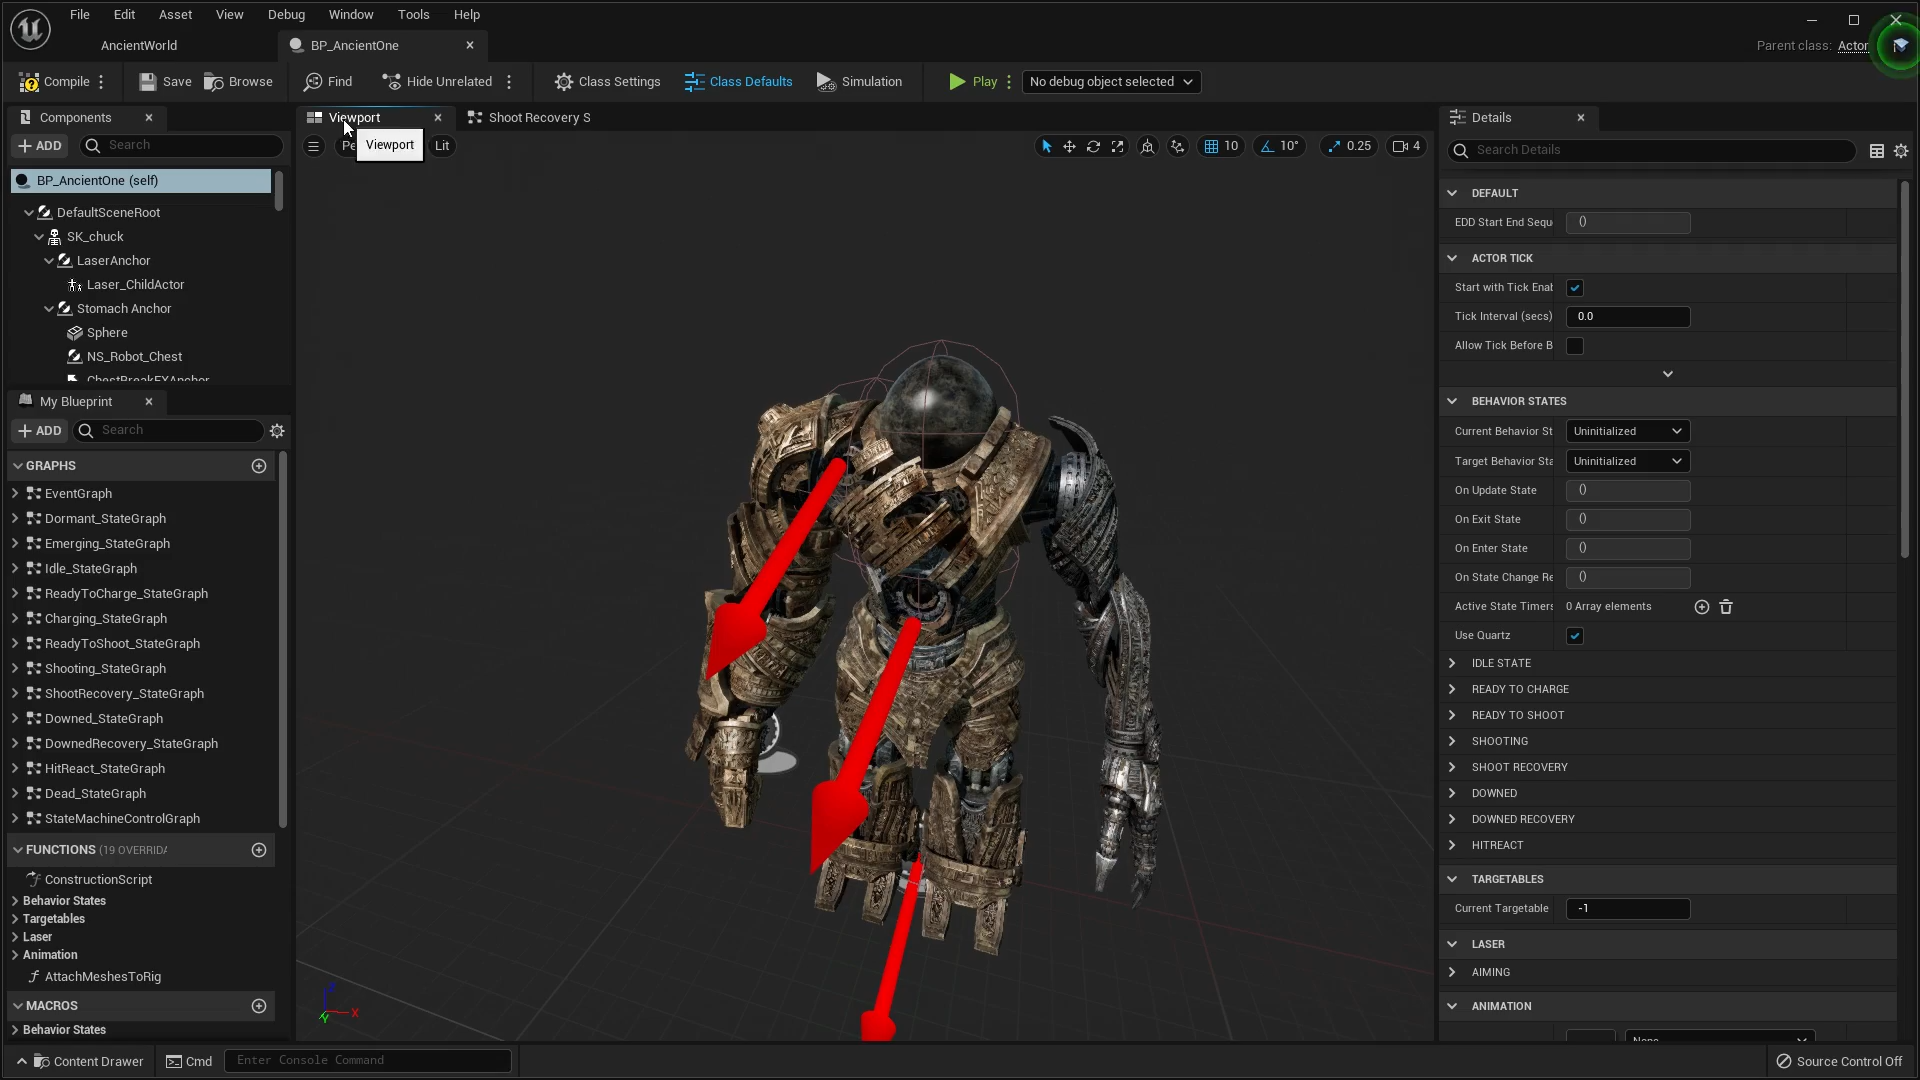 File Edit Asset View Debug Window Tools Help
AncientWorld BP_AncientOne
Parent class: Actor
Compile Save Browse Find Hide Unrelated Class Settings Class Defaults Simulation Play No debug object selected
Components
ADD Search
BP_AncientOne (self)
DefaultSceneRoot
SK_chuck
LaserAnchor
Laser_ChildActor
Stomach Anchor
Sphere
NS_Robot_Chest
ChestBreakFXAnchor
My Blueprint
ADD Search
GRAPHS
EventGraph
Dormant_StateGraph
Emerging_StateGraph
Idle_StateGraph
ReadyToCharge_StateGraph
Charging_StateGraph
ReadyToShoot_StateGraph
Shooting_StateGraph
ShootRecovery_StateGraph
Downed_StateGraph
DownedRecovery_StateGraph
HitReact_StateGraph
Dead_StateGraph
StateMachineControlGraph
FUNCTIONS (19 OVERRIDA
ConstructionScript
Behavior States
Targetables
Laser
Animation
AttachMeshesToRig
MACROS
Behavior States
Viewport Shoot Recovery S
Pe Viewport Lit
10 10° 0.25 4
Z
X
Y
Details
Search Details
DEFAULT
EDD Start End Sequ ()
ACTOR TICK
Start with Tick Enab
Tick Interval (secs) 0.0
Allow Tick Before B
BEHAVIOR STATES
Current Behavior St Uninitialized
Target Behavior Sta Uninitialized
On Update State ()
On Exit State ()
On Enter State ()
On State Change Re ()
Active State Timers 0 Array elements
Use Quartz
IDLE STATE
READY TO CHARGE
READY TO SHOOT
SHOOTING
SHOOT RECOVERY
DOWNED
DOWNED RECOVERY
HITREACT
TARGETABLES
Current Targetable -1
LASER
AIMING
ANIMATION
None
Content Drawer Cmd Enter Console Command
Source Control Off